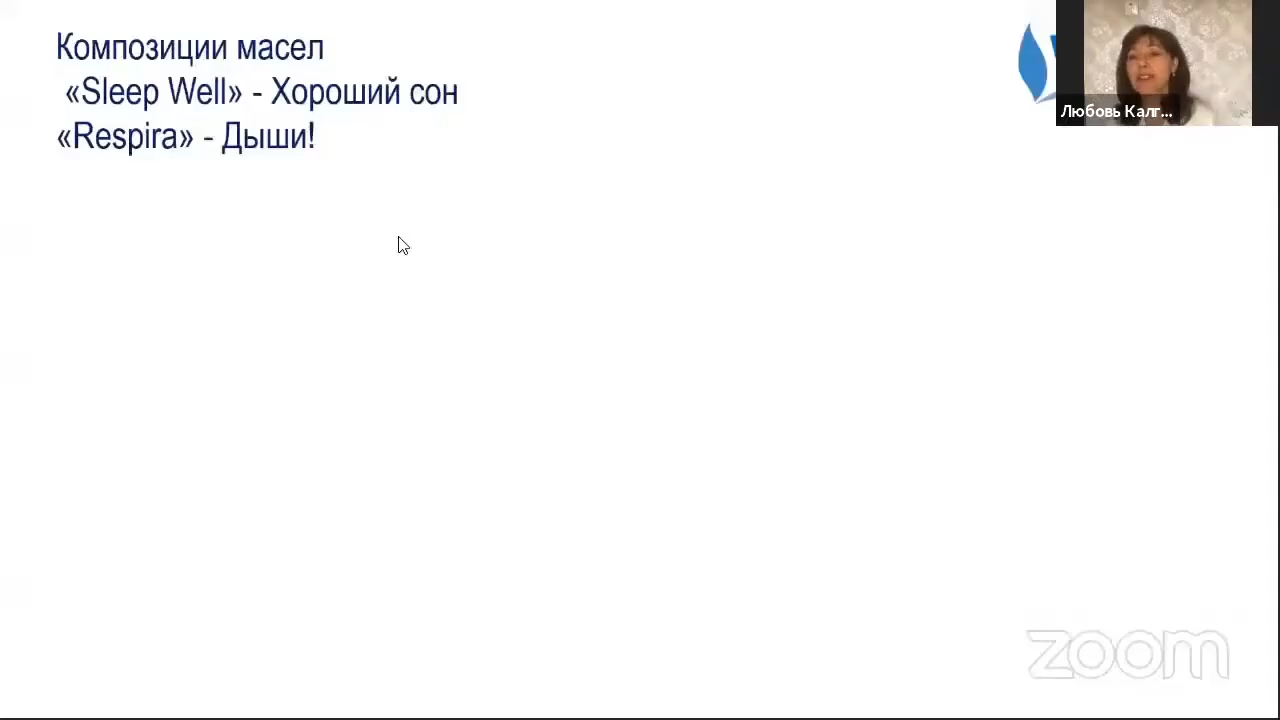 Композиции масел
«Sleep Well» - Хороший сон
«Respira» - Дыши!
Любовь Калг...
zoom